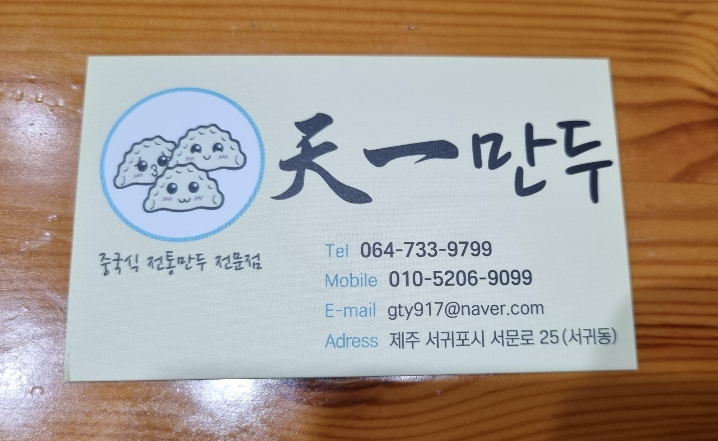 天一만두
중국식 전통만두 전문점
Tel 064-733-9799
Mobile 010-5206-9099
E-mail gty917@naver.com
Adress 제주 서귀포시 서문로 25 (서귀동)